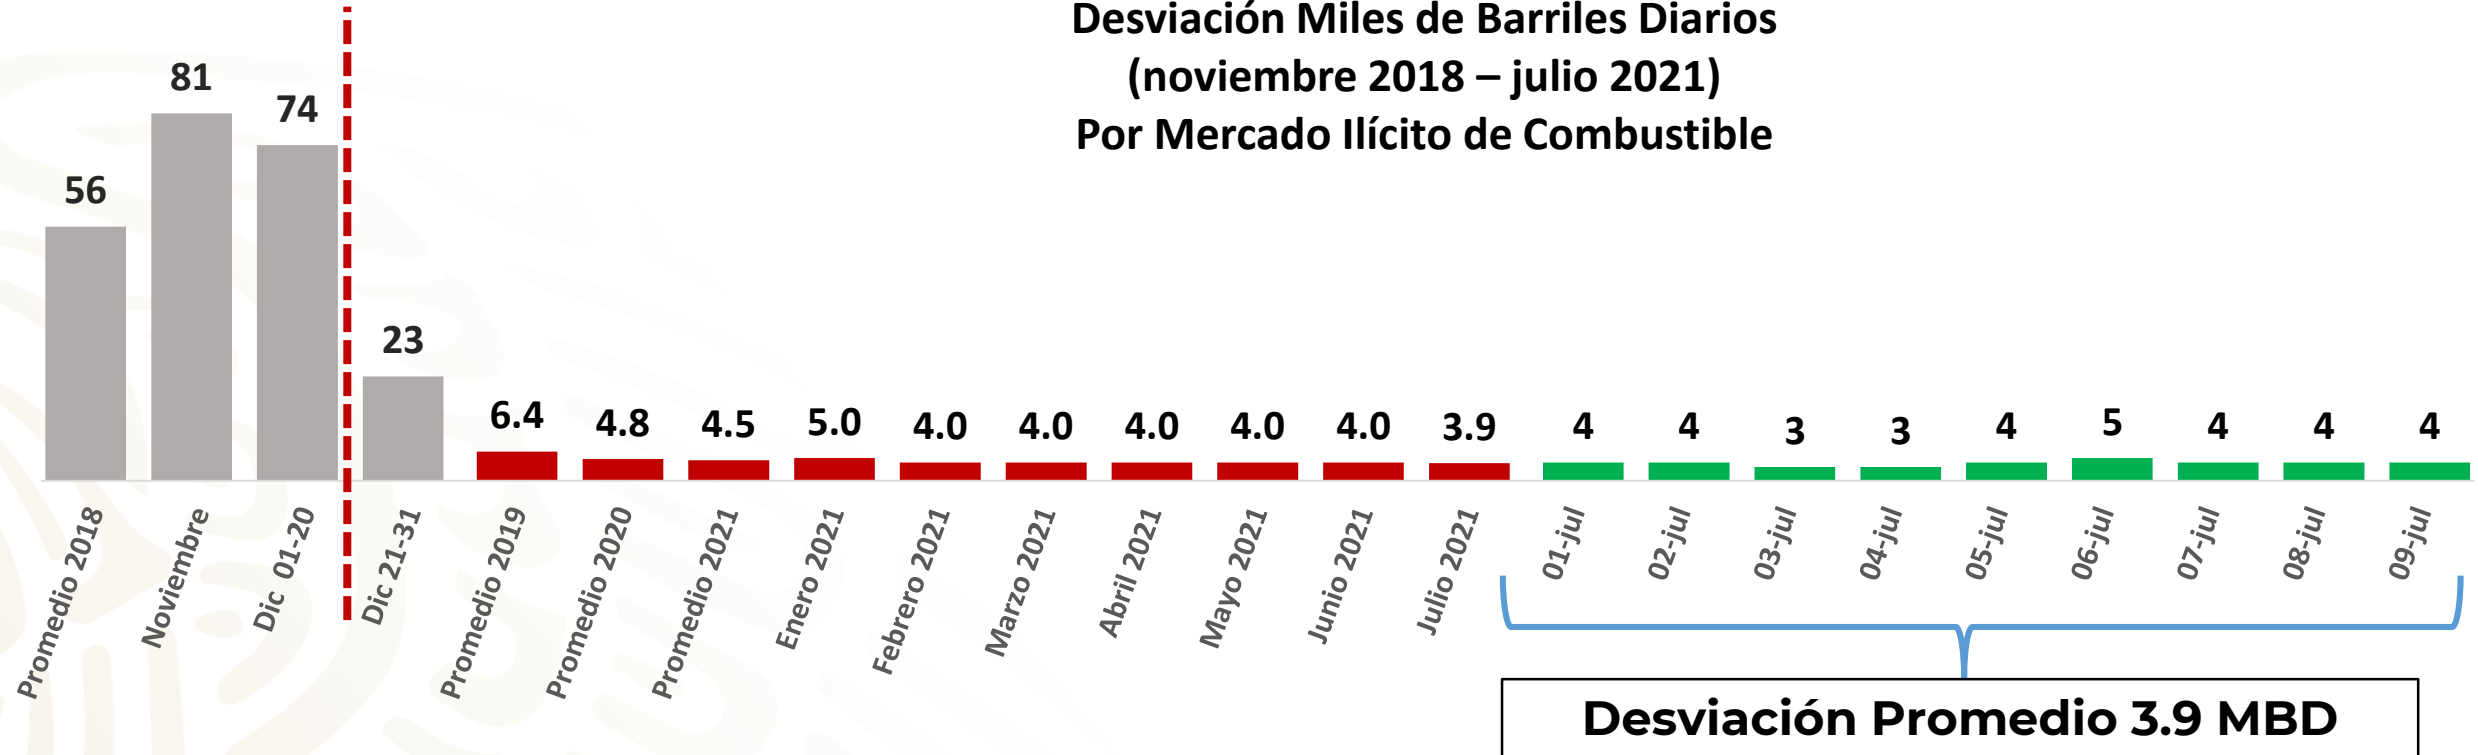 Desviación Miles de Barriles Diarios
(noviembre 2018 – julio 2021)
Por Mercado Ilícito de Combustible
56
81
74
23
6.4
4.8
4.5
5.0
4.0
4.0
4.0
4.0
4.0
3.9
4
4
3
3
4
5
4
4
4
Promedio 2018
Noviembre
Dic 01-20
Dic 21-31
Promedio 2019
Promedio 2020
Promedio 2021
Enero 2021
Febrero 2021
Marzo 2021
Abril 2021
Mayo 2021
Junio 2021
Julio 2021
01-jul
02-jul
03-jul
04-jul
05-jul
06-jul
07-jul
08-jul
09-jul
Desviación Promedio 3.9 MBD